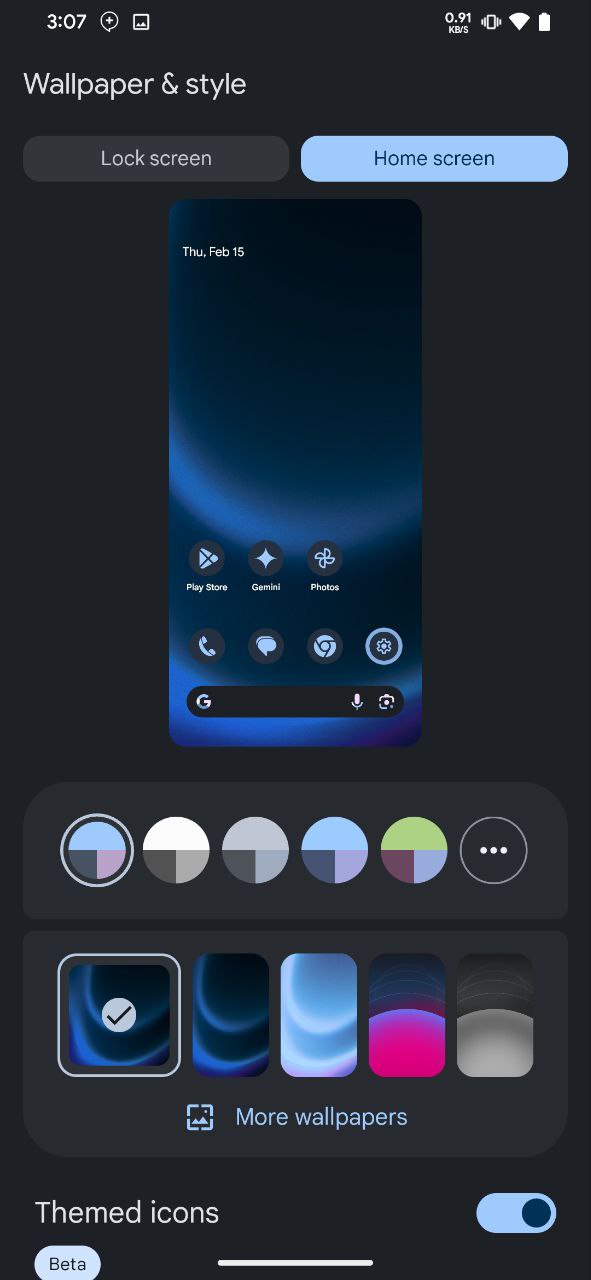 3:07
0.91
KB/S
Wallpaper & style
Lock screen
Home screen
Thu, Feb 15
Play Store
Gemini
Photos
More wallpapers
Themed icons
Beta